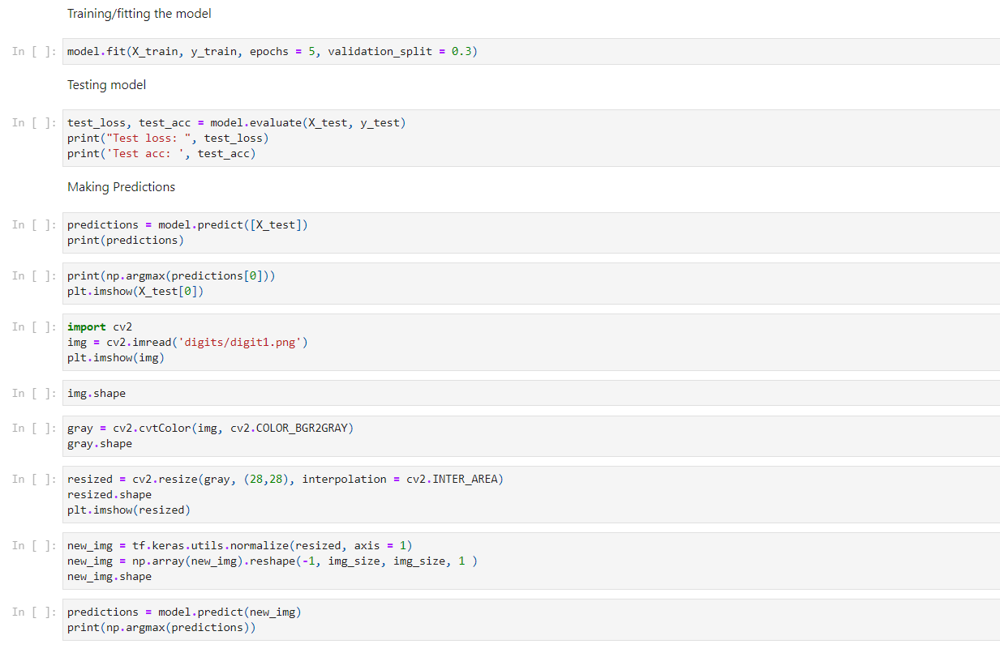 Training/fitting the model
In [ ]: model.fit(X_train, y_train, epochs = 5, validation_split = 0.3)
Testing model
In [ ]: test_loss, test_acc = model.evaluate(X_test, y_test)
print("Test loss: ", test_loss)
print('Test acc: ', test_acc)
Making Predictions
In [ ]: predictions = model.predict([X_test])
print(predictions)
In [ ]: print(np.argmax(predictions[0]))
plt.imshow(X_test[0])
In [ ]: import cv2
img = cv2.imread('digits/digit1.png')
plt.imshow(img)
In [ ]: img.shape
In [ ]: gray = cv2.cvtColor(img, cv2.COLOR_BGR2GRAY)
gray.shape
In [ ]: resized = cv2.resize(gray, (28,28), interpolation = cv2.INTER_AREA)
resized.shape
plt.imshow(resized)
In [ ]: new_img = tf.keras.utils.normalize(resized, axis = 1)
new_img = np.array(new_img).reshape(-1, img_size, img_size, 1 )
new_img.shape
In [ ]: predictions = model.predict(new_img)
print(np.argmax(predictions))